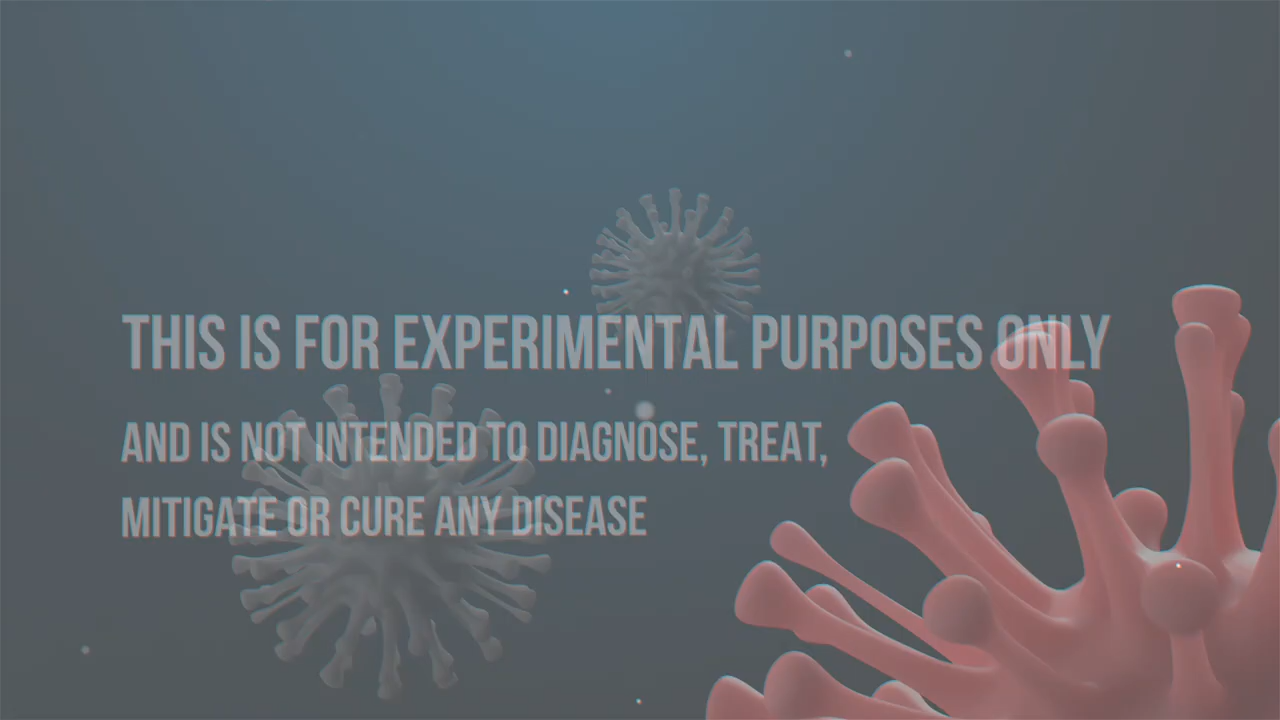 THIS IS FOR EXPERIMENTAL PURPOSES ONLY
AND IS NOT INTENDED TO DIAGNOSE, TREAT,
MITIGATE OR CURE ANY DISEASE